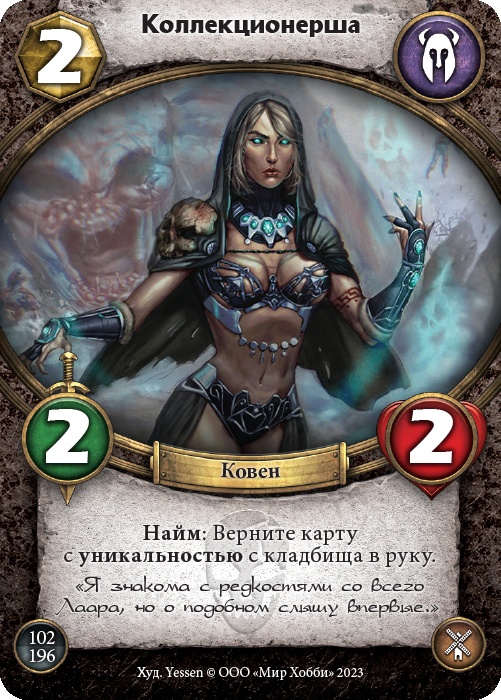 Коллекционерша
2
2
2
Ковен
Найм: Верните карту
с уникальностью с кладбища в руку.
«Я знакома с редкостями со всего
Лаара, но о подобном слышу впервые.»
102
196
Худ. Yessen © ООО «Мир Хобби» 2023